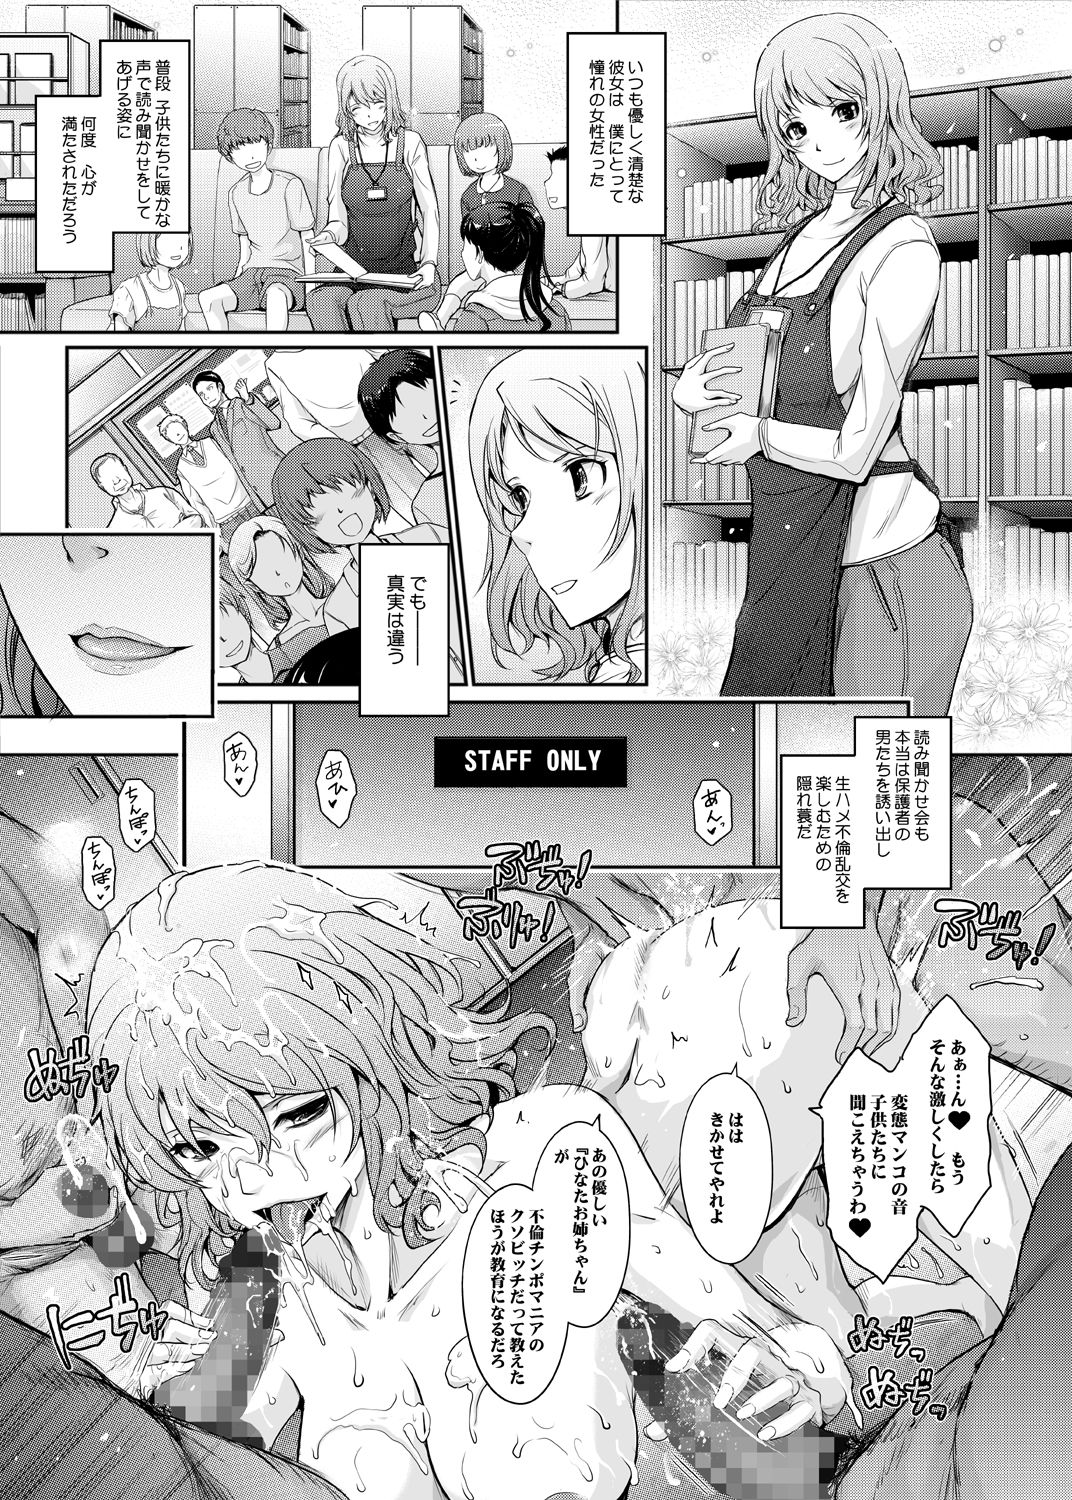 いつも優しく清楚な
彼女は 僕にとって
憧れの女性だった
普段 子供たちに暖かな
声で読み聞かせをして
あげる姿に
何度 心が
満たされただろう
でも――
真実は違う
読み聞かせ会も
本当は保護者の
男たちを誘い出し
生ハメ不倫乱交を
楽しむための
隠れ蓑だ
STAFF ONLY
あんっ♥
あひ♥
あん♥
ちんぽっ♥
ちんぽっ♥
ぶぢゅ!
ぶぢゅ!
ぶりゅ!
あぁ…ん♥ もう
そんな激しくしたら
変態マンコの音
子供たちに
聞こえちゃうわ♥
はは
きかせてやれよ
あの優しい
『ひなたお姉ちゃん』
が
不倫チンポマニアの
クソビッチだって教えた
ほうが教育になるだろ
ぬぢゅ
にちゅ
ぬぢっ
ぬぢっ